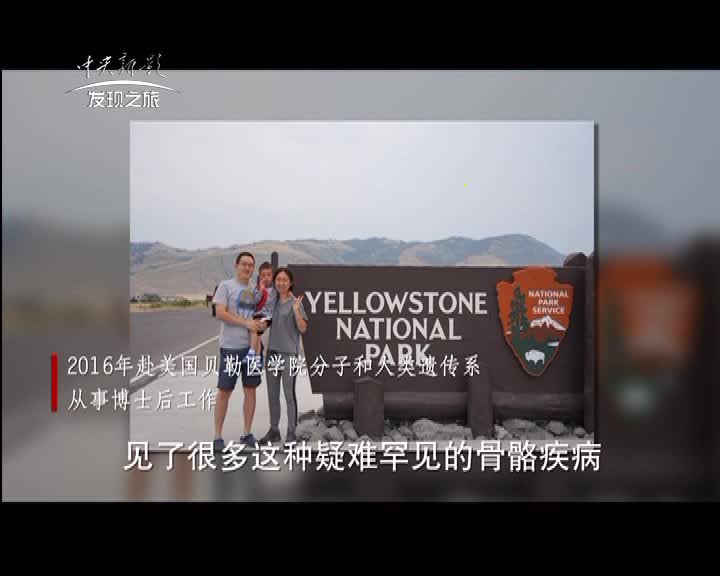 中央新影
发现之旅
YELLOWSTONE
NATIONAL
PARK
NATIONAL
PARK
SERVICE
2016年赴美国贝勒医学院分子和人类遗传系
从事博士后工作
见了很多这种疑难罕见的骨骼疾病